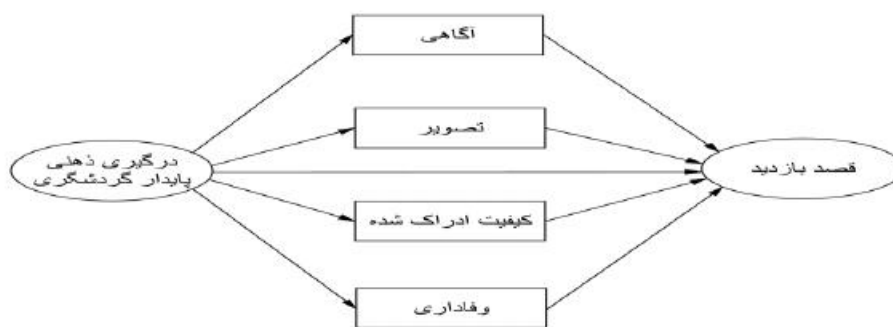 آگاهی
تصویر
درگیری ذهنی
پایدار گردشگری
قصد بازدید
کیفیت ادراک شده
وفاداری